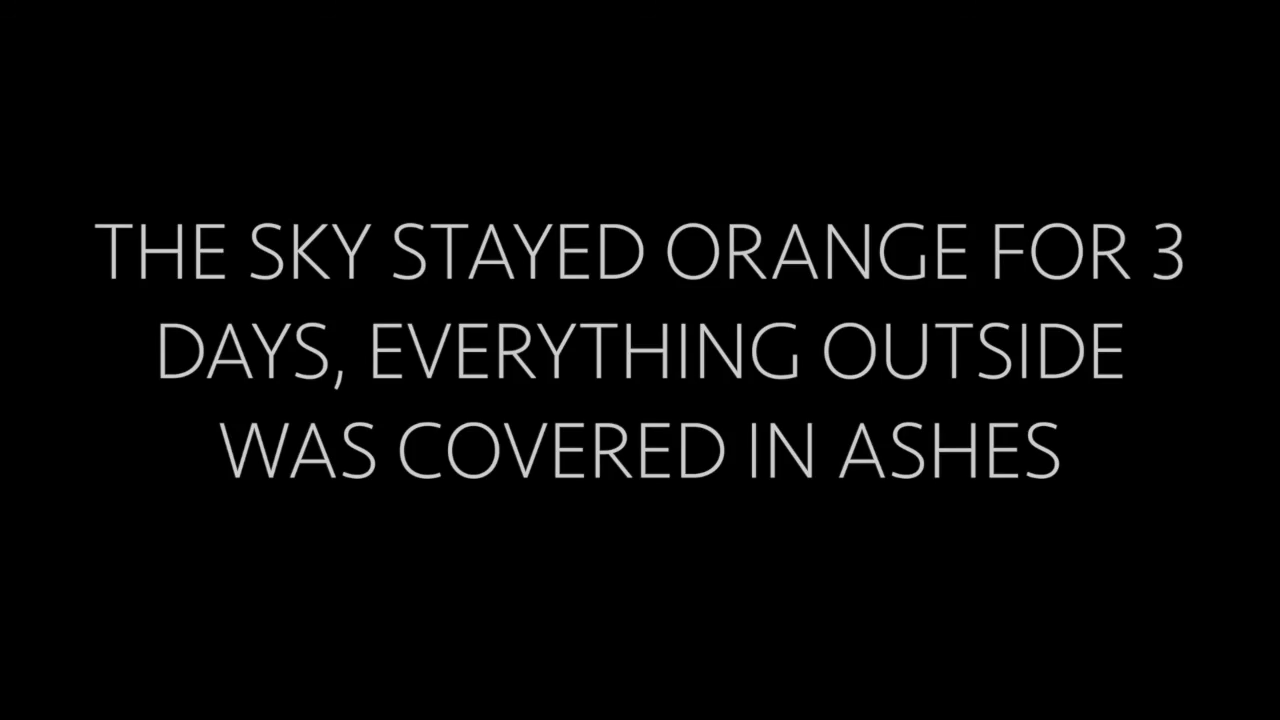 THE SKY STAYED ORANGE FOR 3
DAYS, EVERYTHING OUTSIDE
WAS COVERED IN ASHES